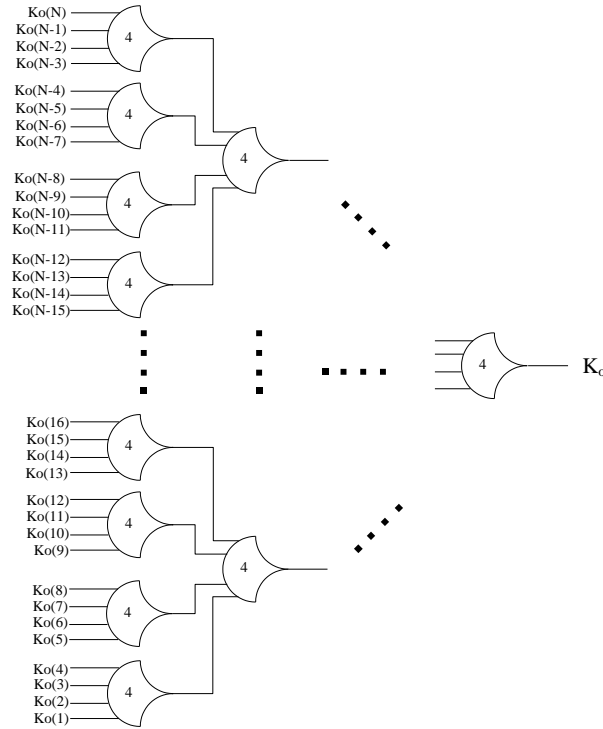 Ko(N)
Ko(N-1)
Ko(N-2)
Ko(N-3)
4
Ko(N-4)
Ko(N-5)
Ko(N-6)
Ko(N-7)
4
4
Ko(N-8)
Ko(N-9)
Ko(N-10)
Ko(N-11)
4
Ko(N-12)
Ko(N-13)
Ko(N-14)
Ko(N-15)
4
4
Ko
Ko(16)
Ko(15)
Ko(14)
Ko(13)
4
Ko(12)
Ko(11)
Ko(10)
Ko(9)
4
4
Ko(8)
Ko(7)
Ko(6)
Ko(5)
4
Ko(4)
Ko(3)
Ko(2)
Ko(1)
4